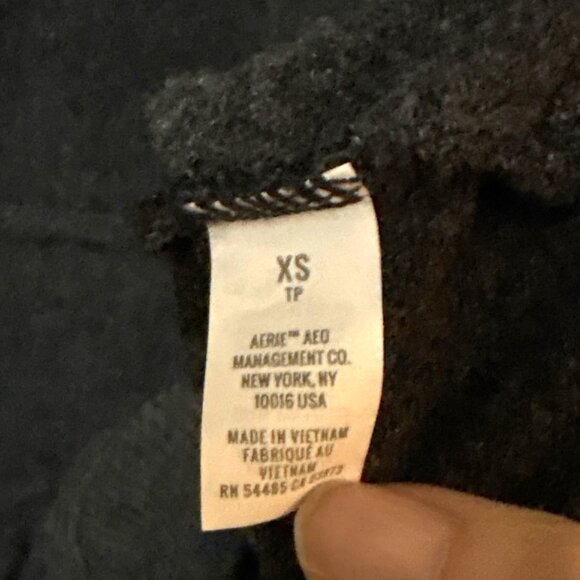 XS
TP
AERIE™ AEO
MANAGEMENT CO.
NEW YORK, NY
10016 USA
MADE IN VIETNAM
FABRIQUÉ AU
VIETNAM
RN 54485 CA